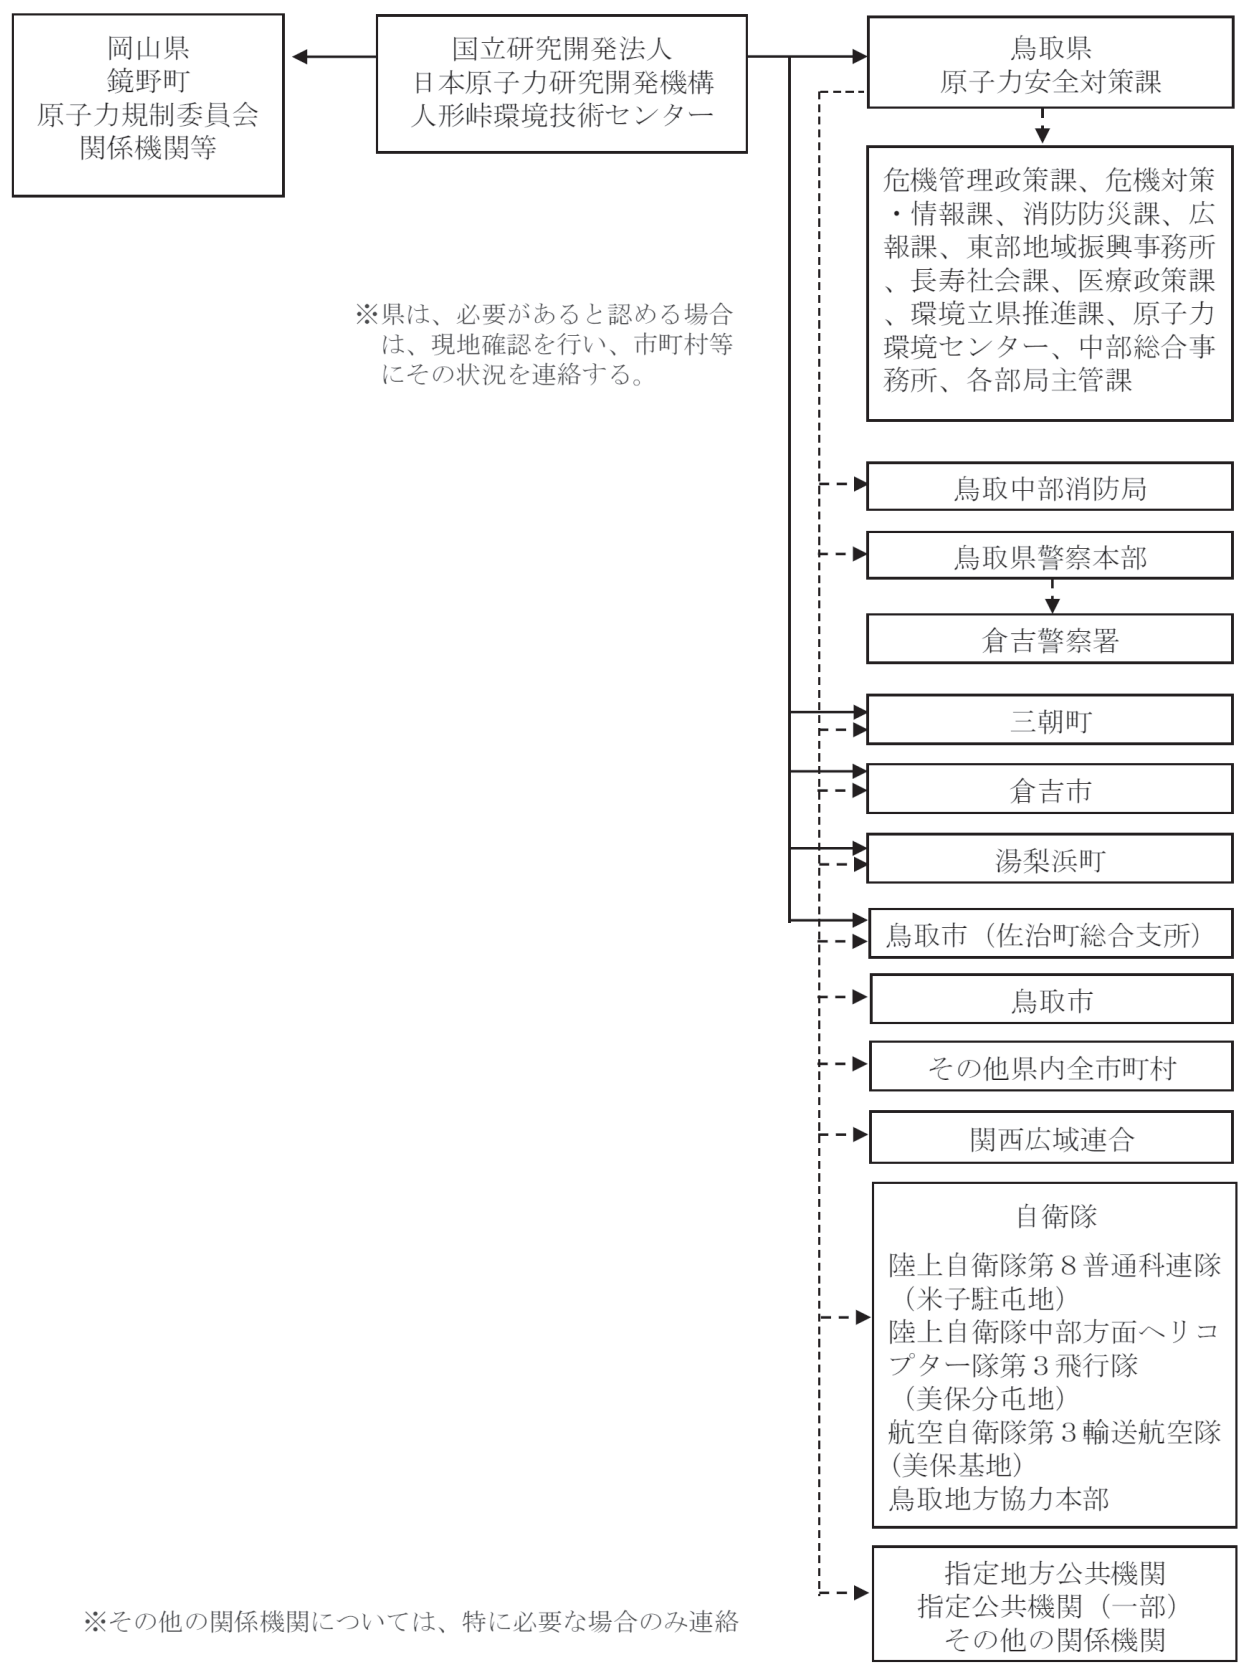 岡山県
鏡野町
原子力規制委員会
関係機関等
国立研究開発法人
日本原子力研究開発機構
人形峠環境技術センター
鳥取県
原子力安全対策課
危機管理政策課、危機対策
・情報課、消防防災課、広
報課、東部地域振興事務所
、長寿社会課、医療政策課
、環境立県推進課、原子力
環境センター、中部総合事
務所、各部局主管課
※県は、必要があると認める場合
は、現地確認を行い、市町村等
にその状況を連絡する。
鳥取中部消防局
鳥取県警察本部
倉吉警察署
三朝町
倉吉市
湯梨浜町
鳥取市（佐治町総合支所）
鳥取市
その他県内全市町村
関西広域連合
自衛隊
陸上自衛隊第８普通科連隊
（米子駐屯地）
陸上自衛隊中部方面ヘリコ
プター隊第３飛行隊
（美保分屯地）
航空自衛隊第３輸送航空隊
（美保基地）
鳥取地方協力本部
指定地方公共機関
指定公共機関（一部）
その他の関係機関
※その他の関係機関については、特に必要な場合のみ連絡